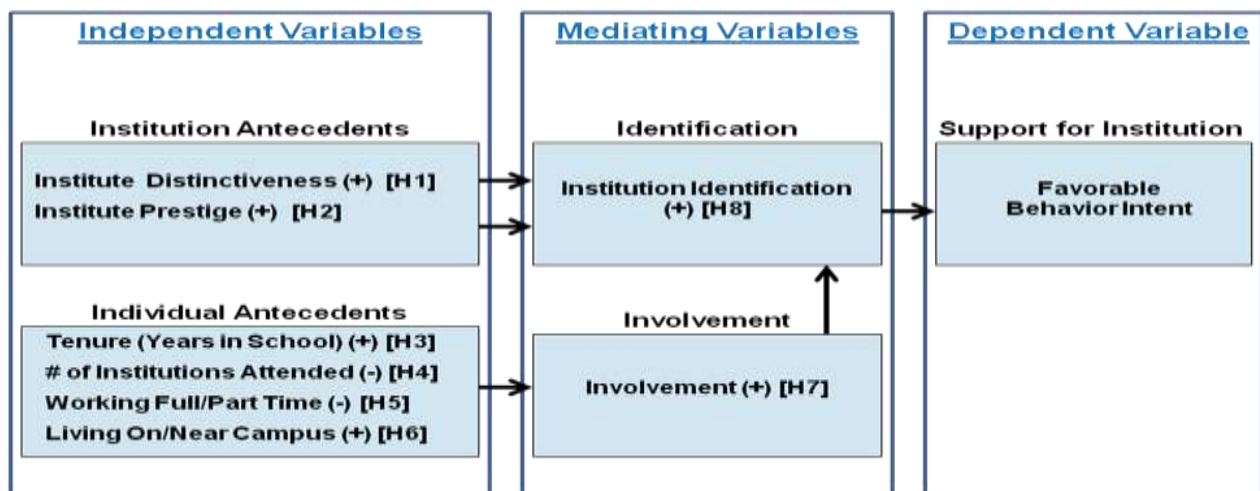 Independent Variables
Institution Antecedents
Institute Distinctiveness (+) [H1]
Institute Prestige (+) [H2]
Individual Antecedents
Tenure (Years in School) (+) [H3]
# of Institutions Attended (-) [H4]
Working Full/Part Time (-) [H5]
Living On/Near Campus (+) [H6]
Mediating Variables
Identification
Institution Identification
(+) [H8]
Involvement
Involvement (+) [H7]
Dependent Variable
Support for Institution
Favorable
Behavior Intent